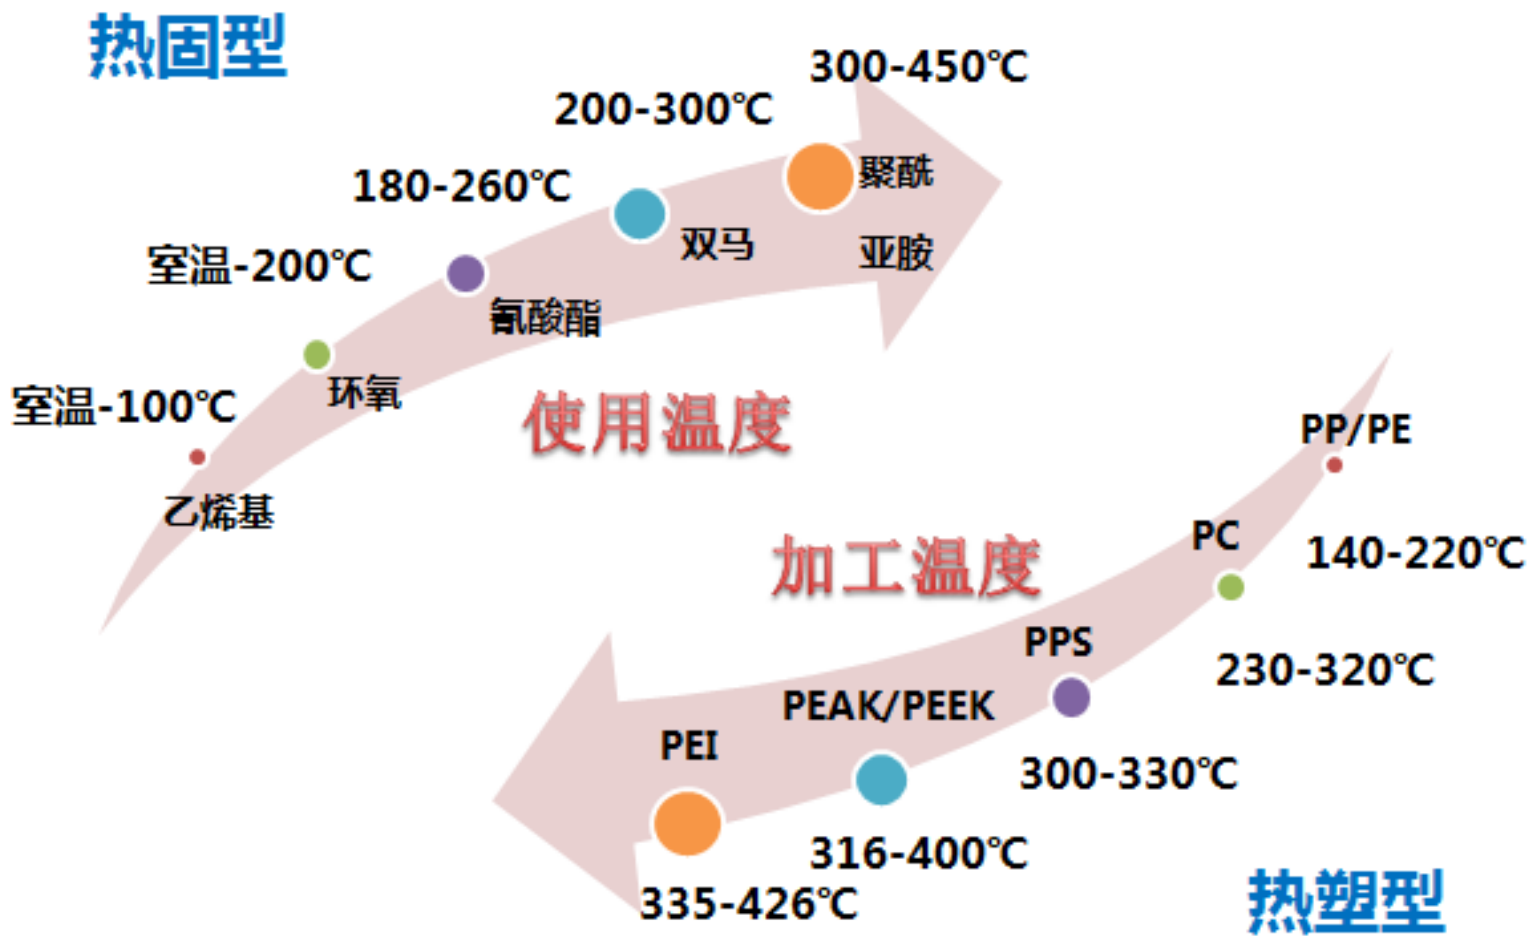 热固型
300-450℃
200-300℃
聚酰
亚胺
180-260℃
双马
室温-200℃
氰酸酯
环氧
室温-100℃
乙烯基
使用温度
加工温度
PP/PE
140-220℃
PC
230-320℃
PPS
300-330℃
PEAK/PEEK
316-400℃
PEI
335-426℃
热塑型